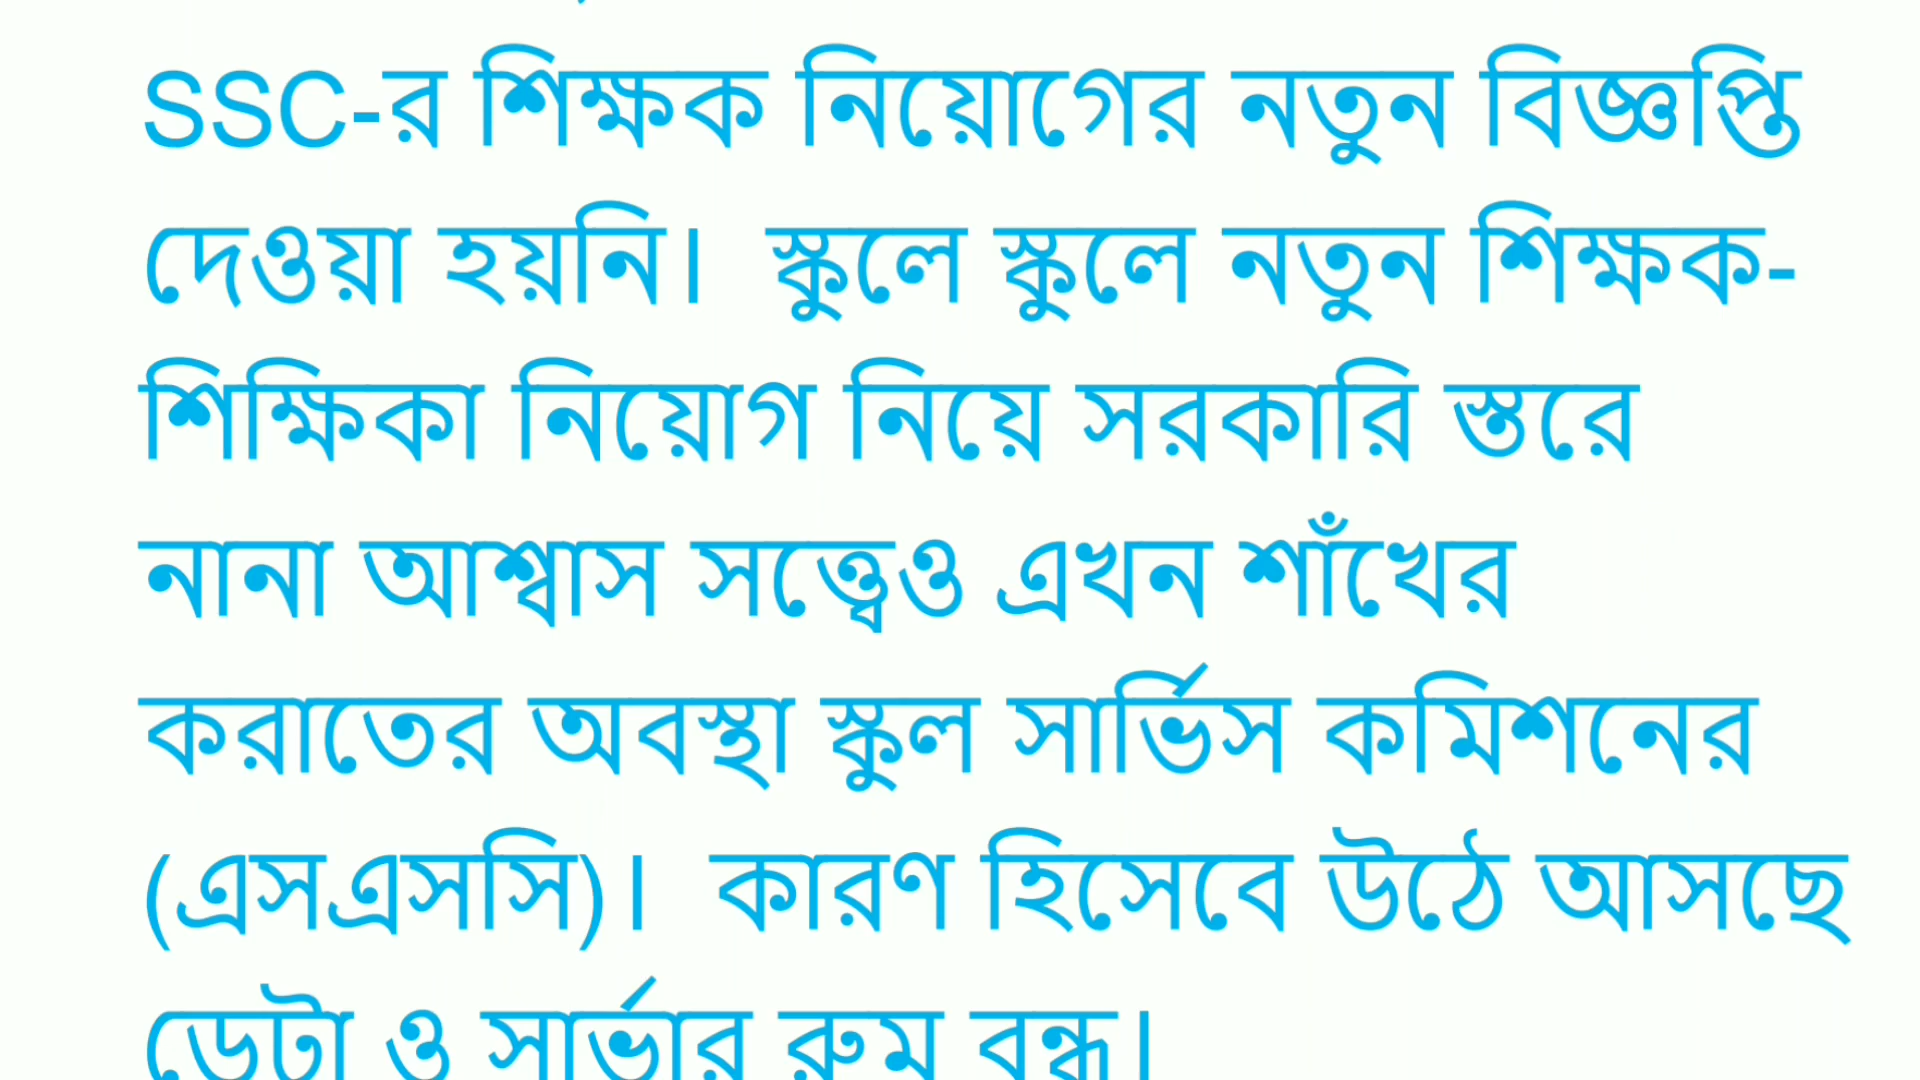 SSC-র শিক্ষক নিয়োগের নতুন বিজ্ঞপ্তি
দেওয়া হয়নি। স্কুলে স্কুলে নতুন শিক্ষক-
শিক্ষিকা নিয়োগ নিয়ে সরকারি স্তরে
নানা আশ্বাস সত্ত্বেও এখন শাঁখের
করাতের অবস্থা স্কুল সার্ভিস কমিশনের
(এসএসসি)। কারণ হিসেবে উঠে আসছে
ডেটা ও সার্ভার রুম বন্ধ।